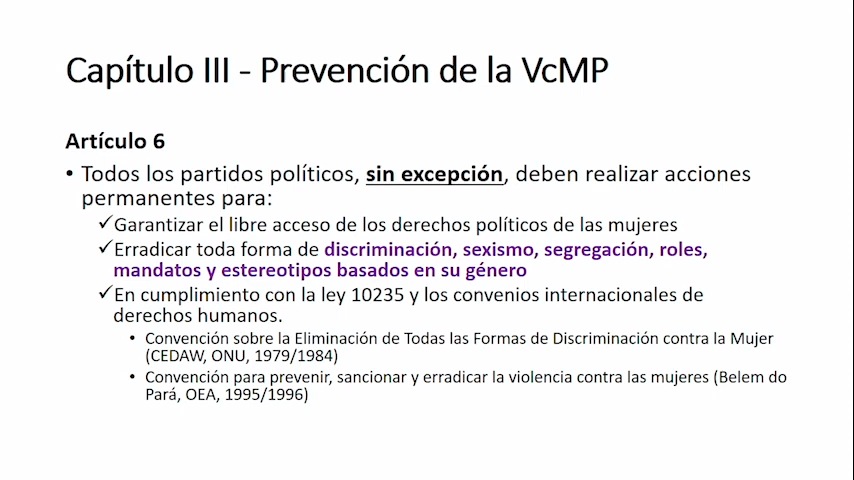 Capítulo III - Prevención de la VcMP
Artículo 6
• Todos los partidos políticos, sin excepción, deben realizar acciones
permanentes para:
✓Garantizar el libre acceso de los derechos políticos de las mujeres
✓Erradicar toda forma de discriminación, sexismo, segregación, roles,
mandatos y estereotipos basados en su género
✓En cumplimiento con la ley 10235 y los convenios internacionales de
derechos humanos.
• Convención sobre la Eliminación de Todas las Formas de Discriminación contra la Mujer
(CEDAW, ONU, 1979/1984)
• Convención para prevenir, sancionar y erradicar la violencia contra las mujeres (Belem do
Pará, OEA, 1995/1996)